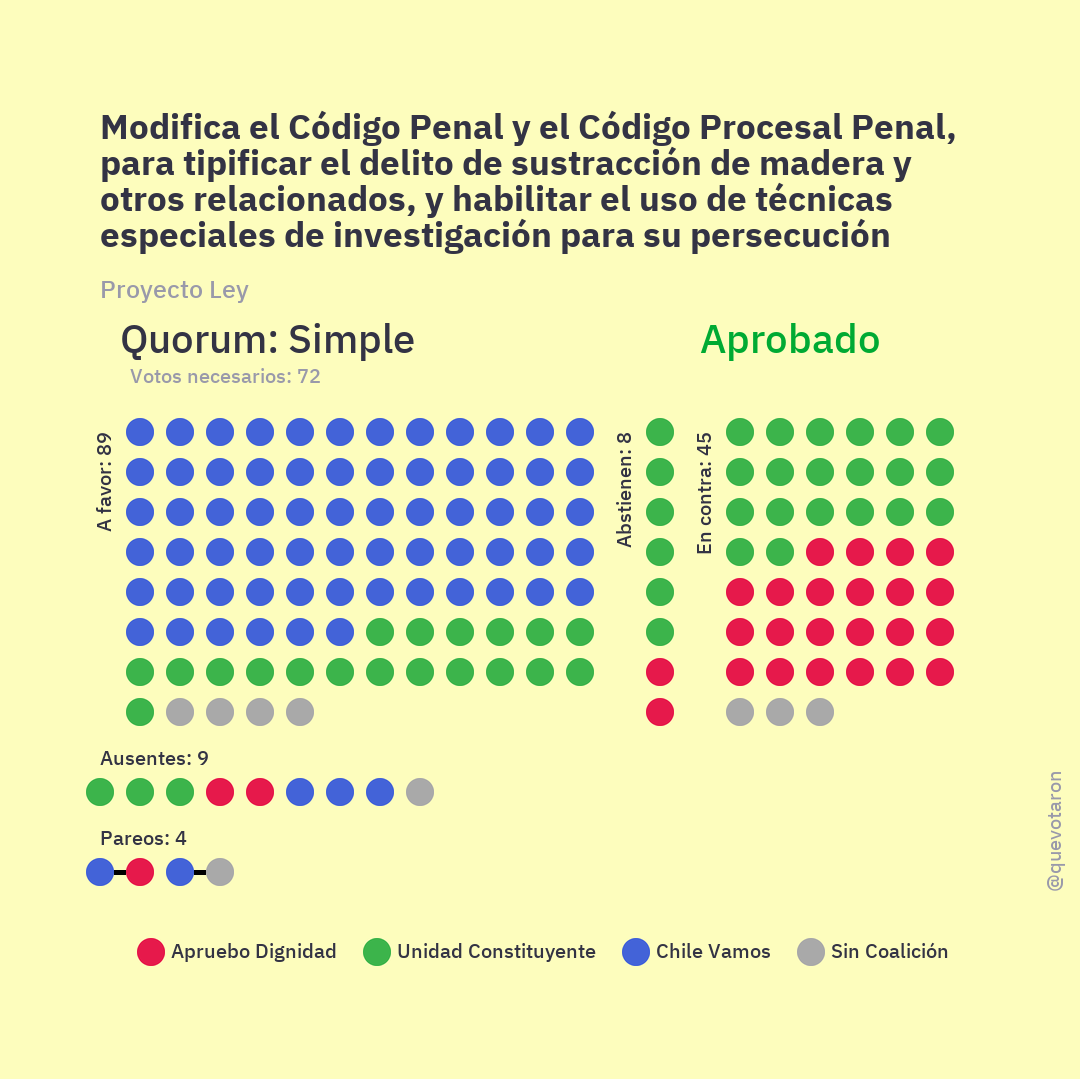 Modifica el Código Penal y el Código Procesal Penal,
para tipificar el delito de sustracción de madera y
otros relacionados, y habilitar el uso de técnicas
especiales de investigación para su persecución
Proyecto Ley
Quorum: Simple
Aprobado
Votos necesarios: 72
A favor: 89
Abstienen: 8
En contra: 45
Ausentes: 9
Pareos: 4
@quevotaron
Apruebo Dignidad
Unidad Constituyente
Chile Vamos
Sin Coalición